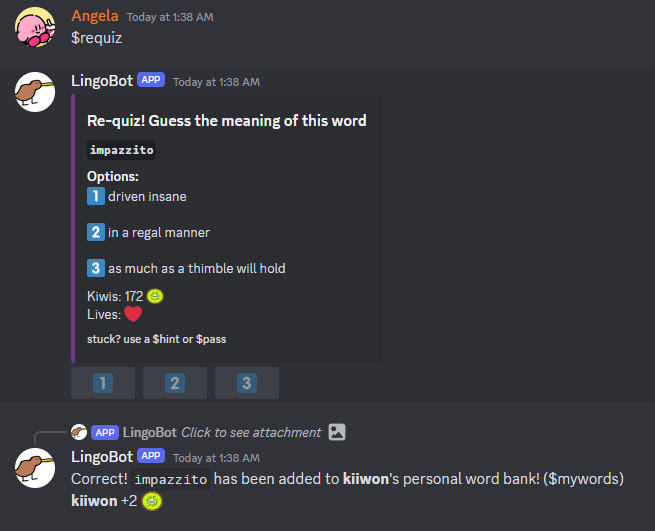 Angela Today at 1:38 AM
$requiz
LingoBot APP Today at 1:38 AM
Re-quiz! Guess the meaning of this word
impazzito
Options:
1 driven insane
2 in a regal manner
3 as much as a thimble will hold
Kiwis: 172
Lives:
stuck? use a $hint or $pass
1 2 3
APP LingoBot Click to see attachment
LingoBot APP Today at 1:38 AM
Correct! impazzito has been added to kiiwon's personal word bank! ($mywords)
kiiwon +2